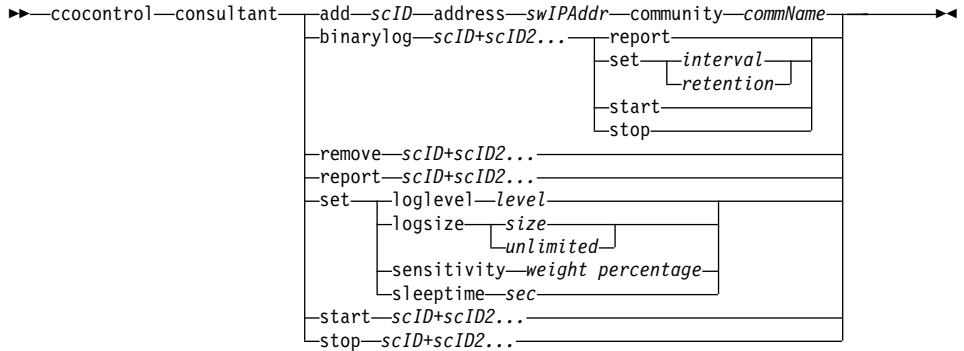 ccocontrol consultant add scID address swIPAddr community commName
binarylog scID+scID2... report
set interval
retention
start
stop
remove scID+scID2...
report scID+scID2...
set loglevel level
logsize size
unlimited
sensitivity weight percentage
sleeptime sec
start scID+scID2...
stop scID+scID2...